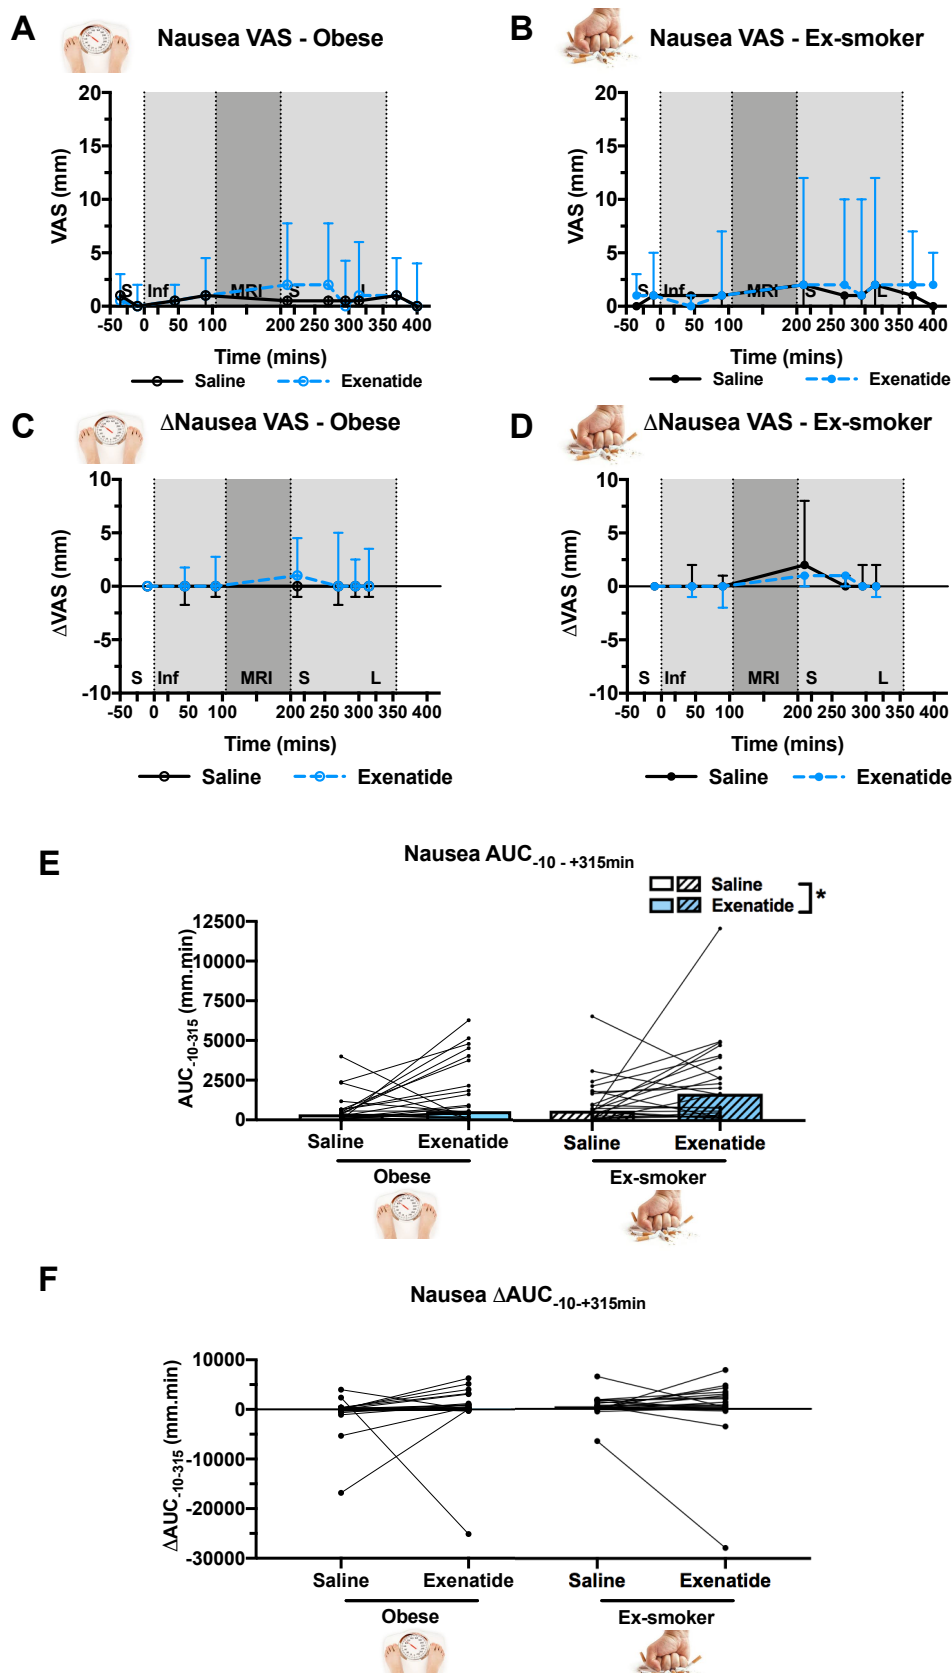 A
Nausea VAS - Obese
20
15
10
5
0
VAS (mm)
S Inf MRI S L
-50 0 50 100 150 200 250 300 350 400
Time (mins)
Saline Exenatide
B
Nausea VAS - Ex-smoker
20
15
10
5
0
VAS (mm)
S Inf MRI S L
-50 0 50 100 150 200 250 300 350 400
Time (mins)
Saline Exenatide
C
ΔNausea VAS - Obese
10
5
0
-5
-10
ΔVAS (mm)
S Inf MRI S L
-50 0 50 100 150 200 250 300 350 400
Time (mins)
Saline Exenatide
D
ΔNausea VAS - Ex-smoker
10
5
0
-5
-10
ΔVAS (mm)
S Inf MRI S L
-50 0 50 100 150 200 250 300 350 400
Time (mins)
Saline Exenatide
E
Nausea AUC-10 - +315min
Saline
Exenatide
*
12500
10000
7500
5000
2500
0
AUC-10-315 (mm.min)
Saline Exenatide Saline Exenatide
Obese Ex-smoker
F
Nausea ΔAUC-10-+315min
10000
0
-10000
-20000
-30000
ΔAUC-10-315 (mm.min)
Saline Exenatide Saline Exenatide
Obese Ex-smoker